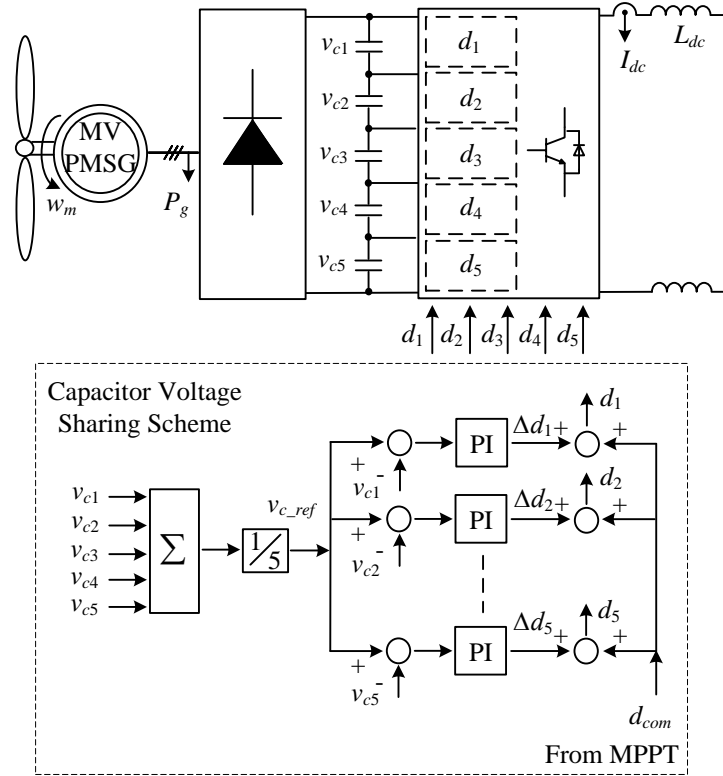 MV
PMSG
w_m
P_g
v_c1
v_c2
v_c3
v_c4
v_c5
d_1
d_2
d_3
d_4
d_5
I_dc
L_dc
d_1 d_2 d_3 d_4 d_5
Capacitor Voltage
Sharing Scheme
v_c1
v_c2
v_c3
v_c4
v_c5
Σ
1/5
v_c_ref
+
-
v_c1
PI
Δd_1
+
+
d_1
+
-
v_c2
PI
Δd_2
+
+
d_2
+
-
v_c5
PI
Δd_5
+
+
d_5
d_com
From MPPT